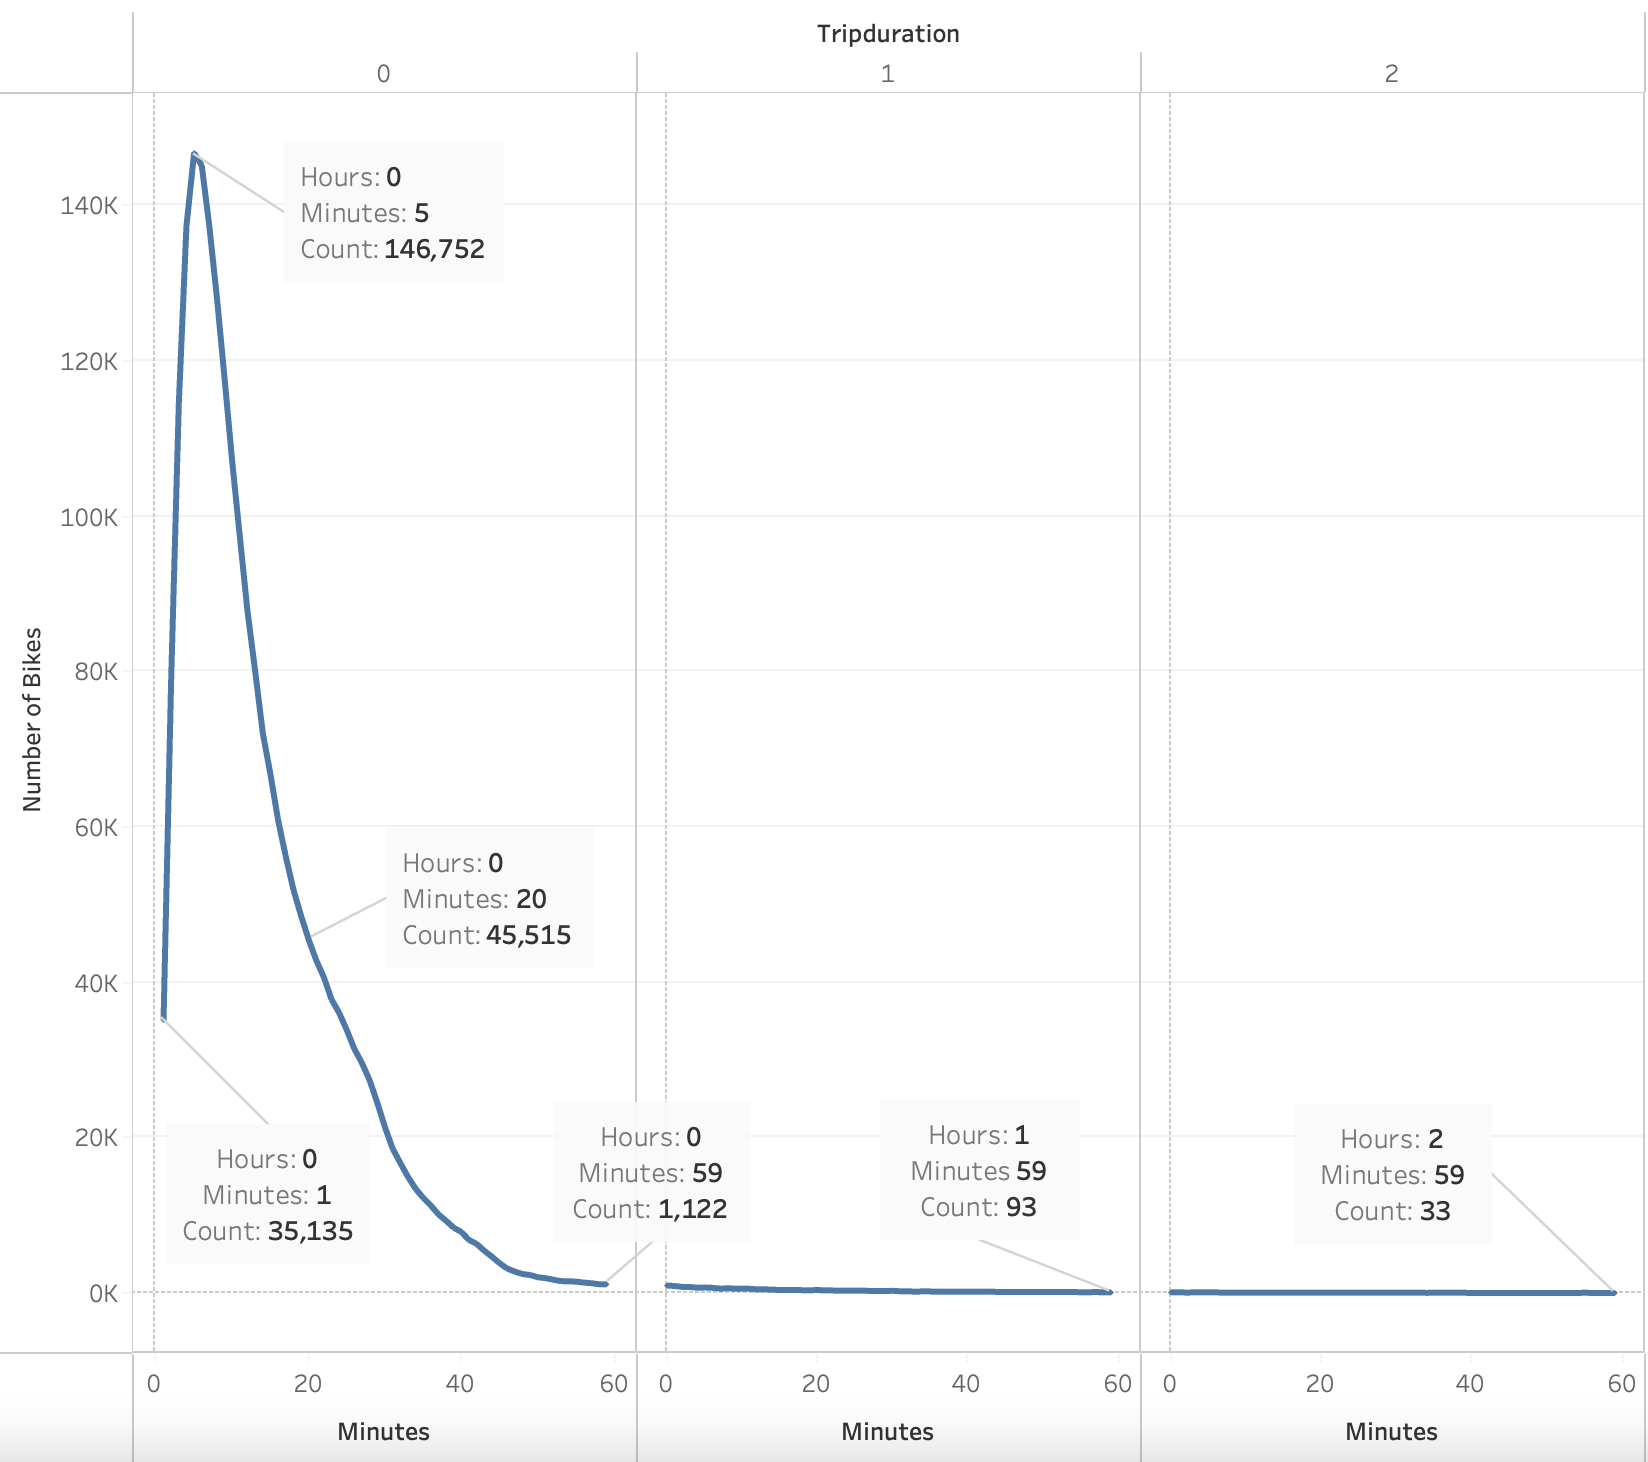 Tripduration
0
1
2
Number of Bikes
140K
120K
100K
80K
60K
40K
20K
0K
Hours: 0
Minutes: 5
Count: 146,752
Hours: 0
Minutes: 20
Count: 45,515
Hours: 0
Minutes: 1
Count: 35,135
Hours: 0
Minutes: 59
Count: 1,122
Hours: 1
Minutes 59
Count: 93
Hours: 2
Minutes: 59
Count: 33
0 20 40 60
0 20 40 60
0 20 40 60
Minutes
Minutes
Minutes